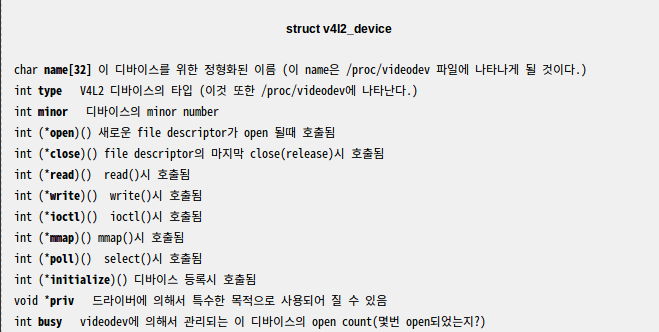 struct v4l2_device
char name[32] 이 디바이스를 위한 정형화된 이름 (이 name은 /proc/videodev 파일에 나타나게 될 것이다.)
int type V4L2 디바이스의 타입 (이것 또한 /proc/videodev에 나타난다.)
int minor 디바이스의 minor number
int (*open)() 새로운 file descriptor가 open 될때 호출됨
int (*close)() file descriptor의 마지막 close(release)시 호출됨
int (*read)() read()시 호출됨
int (*write)() write()시 호출됨
int (*ioctl)() ioctl()시 호출됨
int (*mmap)() mmap()시 호출됨
int (*poll)() select()시 호출됨
int (*initialize)() 디바이스 등록시 호출됨
void *priv 드라이버에 의해서 특수한 목적으로 사용되어 질 수 있음
int busy videodev에 의해서 관리되는 이 디바이스의 open count(몇번 open되었는지?)